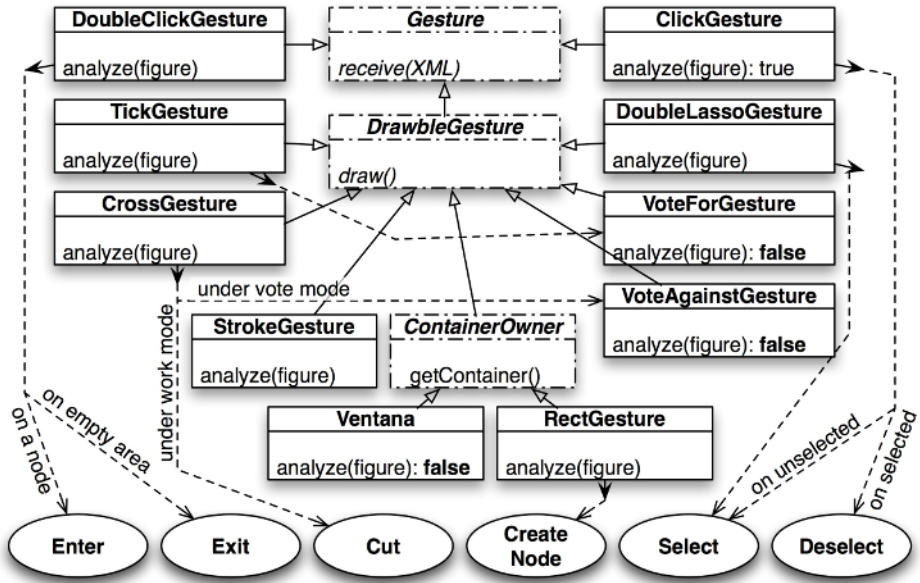 DoubleClickGesture
analyze(figure)
Gesture
receive(XML)
ClickGesture
analyze(figure): true
TickGesture
analyze(figure)
DrawbleGesture
draw()
DoubleLassoGesture
analyze(figure)
CrossGesture
analyze(figure)
VoteForGesture
analyze(figure): false
under vote mode
VoteAgainstGesture
analyze(figure): false
StrokeGesture
analyze(figure)
ContainerOwner
getContainer()
under work mode
Ventana
analyze(figure): false
RectGesture
analyze(figure)
on a node
on empty area
on unselected
on selected
Enter
Exit
Cut
Create
Node
Select
Deselect